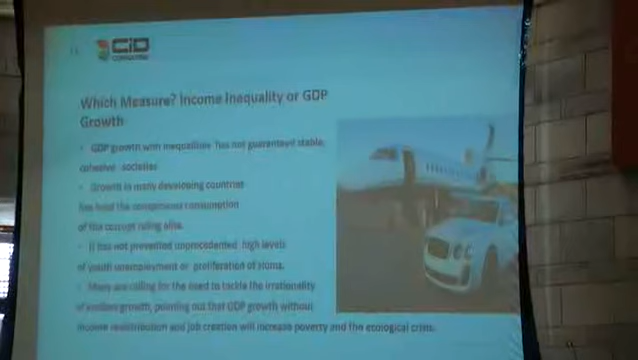 CiD
Which Measure? Income Inequality or GDP
Growth
GDP growth with inequalities has not guaranteed stable,
cohesive societies
Growth in many developing countries
has fueled the conspicuous consumption
of the corrupt ruling elite.
It has not prevented unprecedented high levels
of youth unemployment or proliferation of slums.
Many are calling for the need to tackle the irrationality
of endless growth, pointing out that GDP growth without
income redistribution and job creation will increase poverty and the ecological crisis.